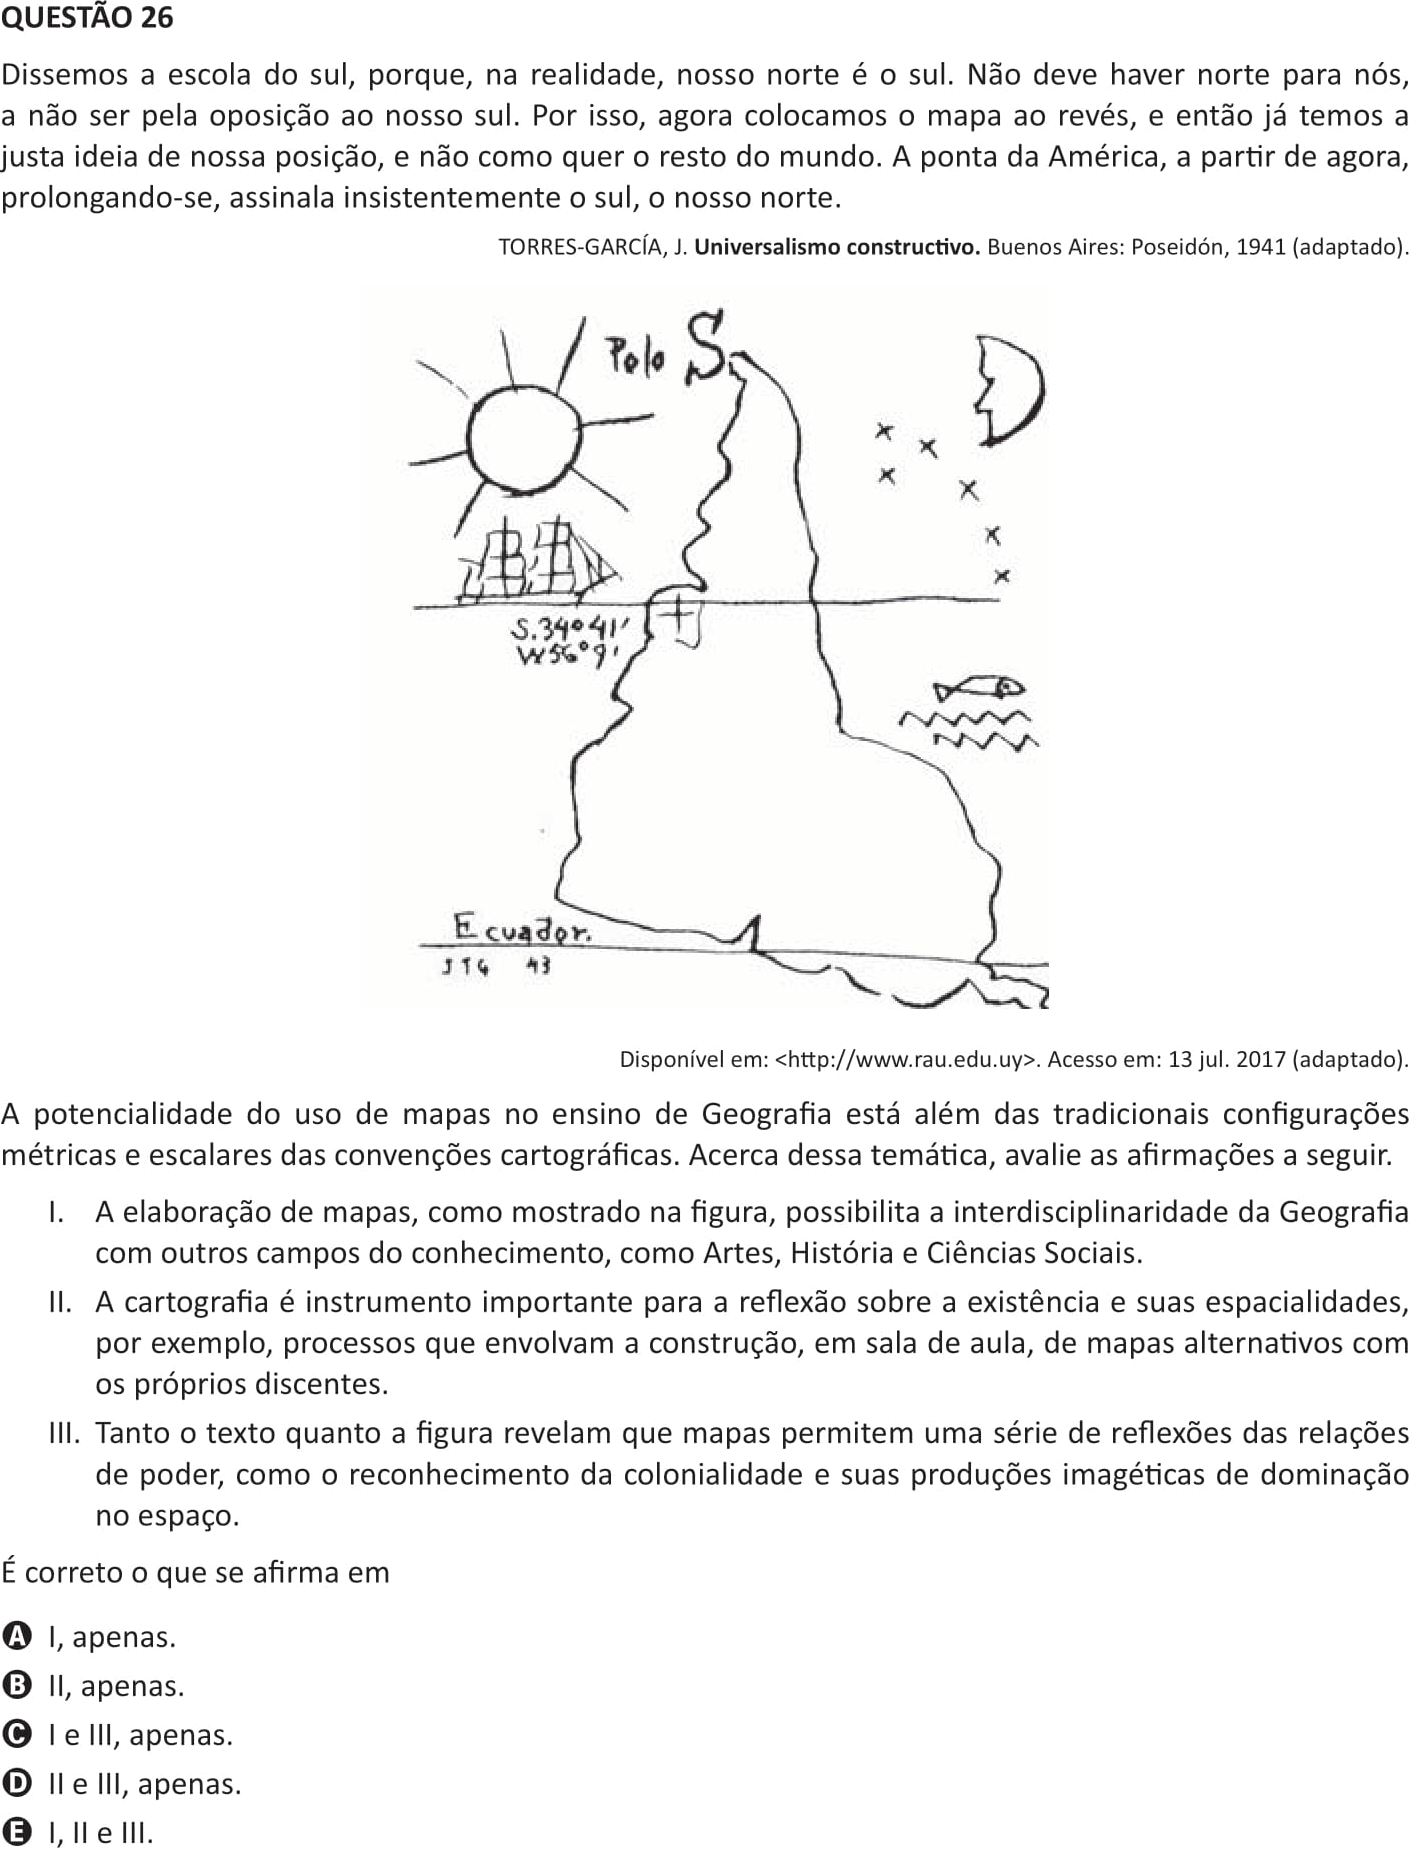 QUESTÃO 26
Dissemos a escola do sul, porque, na realidade, nosso norte é o sul. Não deve haver norte para nós,
a não ser pela oposição ao nosso sul. Por isso, agora colocamos o mapa ao revés, e então já temos a
justa ideia de nossa posição, e não como quer o resto do mundo. A ponta da América, a partir de agora,
prolongando-se, assinala insistentemente o sul, o nosso norte.
TORRES-GARCÍA, J. Universalismo constructivo. Buenos Aires: Poseidón, 1941 (adaptado).
Polo S.
S.34°41'
W56°9'
Ecuador.
JTG 43
Disponível em: <http://www.rau.edu.uy>. Acesso em: 13 jul. 2017 (adaptado).
A potencialidade do uso de mapas no ensino de Geografia está além das tradicionais configurações
métricas e escalares das convenções cartográficas. Acerca dessa temática, avalie as afirmações a seguir.
I. A elaboração de mapas, como mostrado na figura, possibilita a interdisciplinaridade da Geografia
com outros campos do conhecimento, como Artes, História e Ciências Sociais.
II. A cartografia é instrumento importante para a reflexão sobre a existência e suas espacialidades,
por exemplo, processos que envolvam a construção, em sala de aula, de mapas alternativos com
os próprios discentes.
III. Tanto o texto quanto a figura revelam que mapas permitem uma série de reflexões das relações
de poder, como o reconhecimento da colonialidade e suas produções imagéticas de dominação
no espaço.
É correto o que se afirma em
A I, apenas.
B II, apenas.
C I e III, apenas.
D II e III, apenas.
E I, II e III.